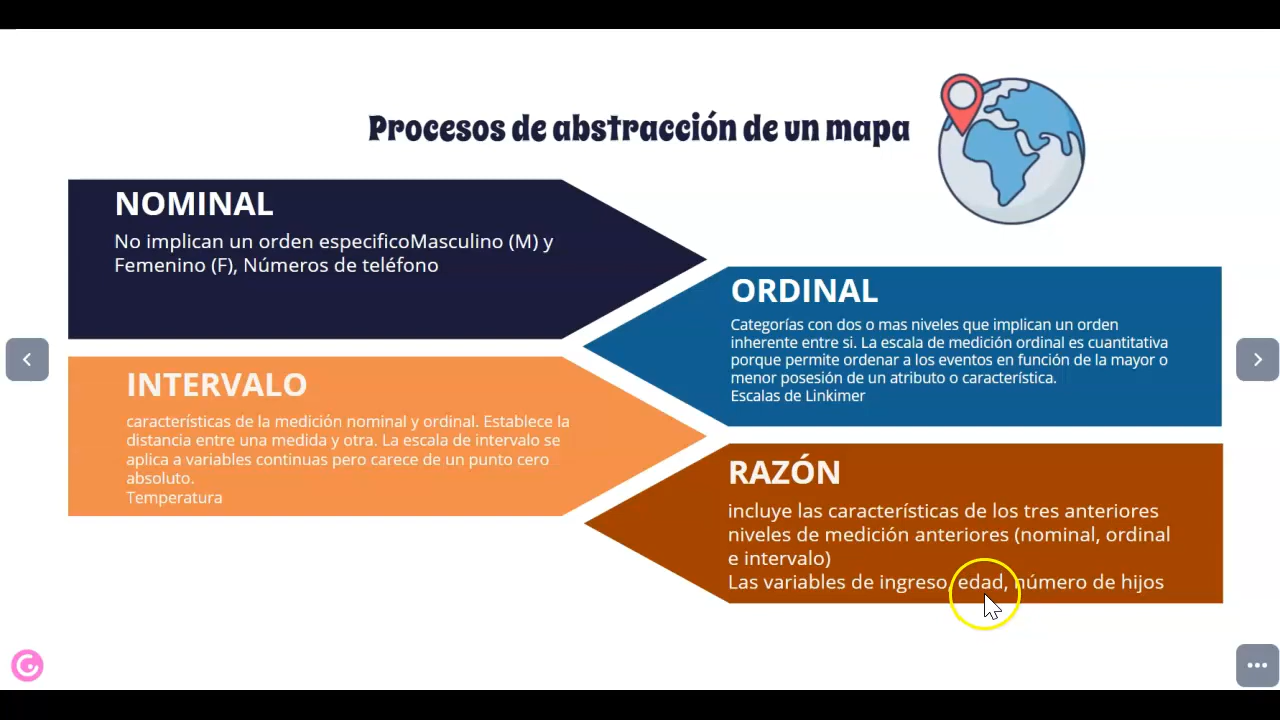 Procesos de abstracción de un mapa
NOMINAL
No implican un orden especificoMasculino (M) y
Femenino (F), Números de teléfono
ORDINAL
Categorías con dos o mas niveles que implican un orden
inherente entre si. La escala de medición ordinal es cuantitativa
porque permite ordenar a los eventos en función de la mayor o
menor posesión de un atributo o característica.
Escalas de Linkimer
INTERVALO
características de la medición nominal y ordinal. Establece la
distancia entre una medida y otra. La escala de intervalo se
aplica a variables continuas pero carece de un punto cero
absoluto.
Temperatura
RAZÓN
incluye las características de los tres anteriores
niveles de medición anteriores (nominal, ordinal
e intervalo)
Las variables de ingreso, edad, número de hijos